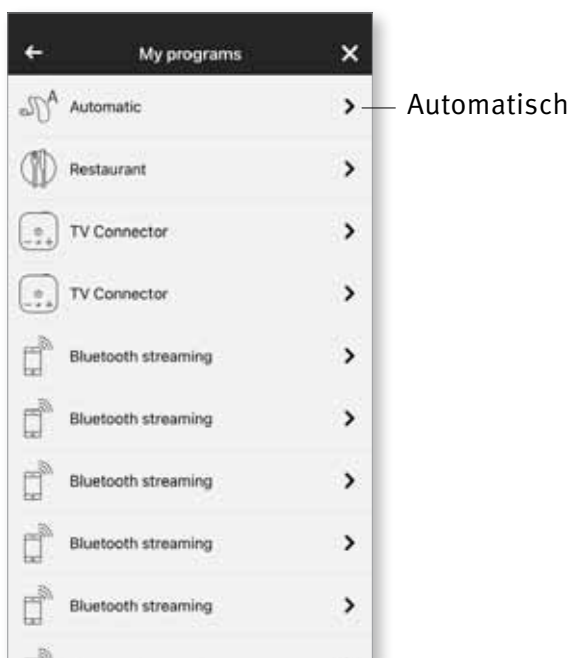 My programs
A Automatic
Automatisch
Restaurant
TV Connector
TV Connector
Bluetooth streaming
Bluetooth streaming
Bluetooth streaming
Bluetooth streaming
Bluetooth streaming